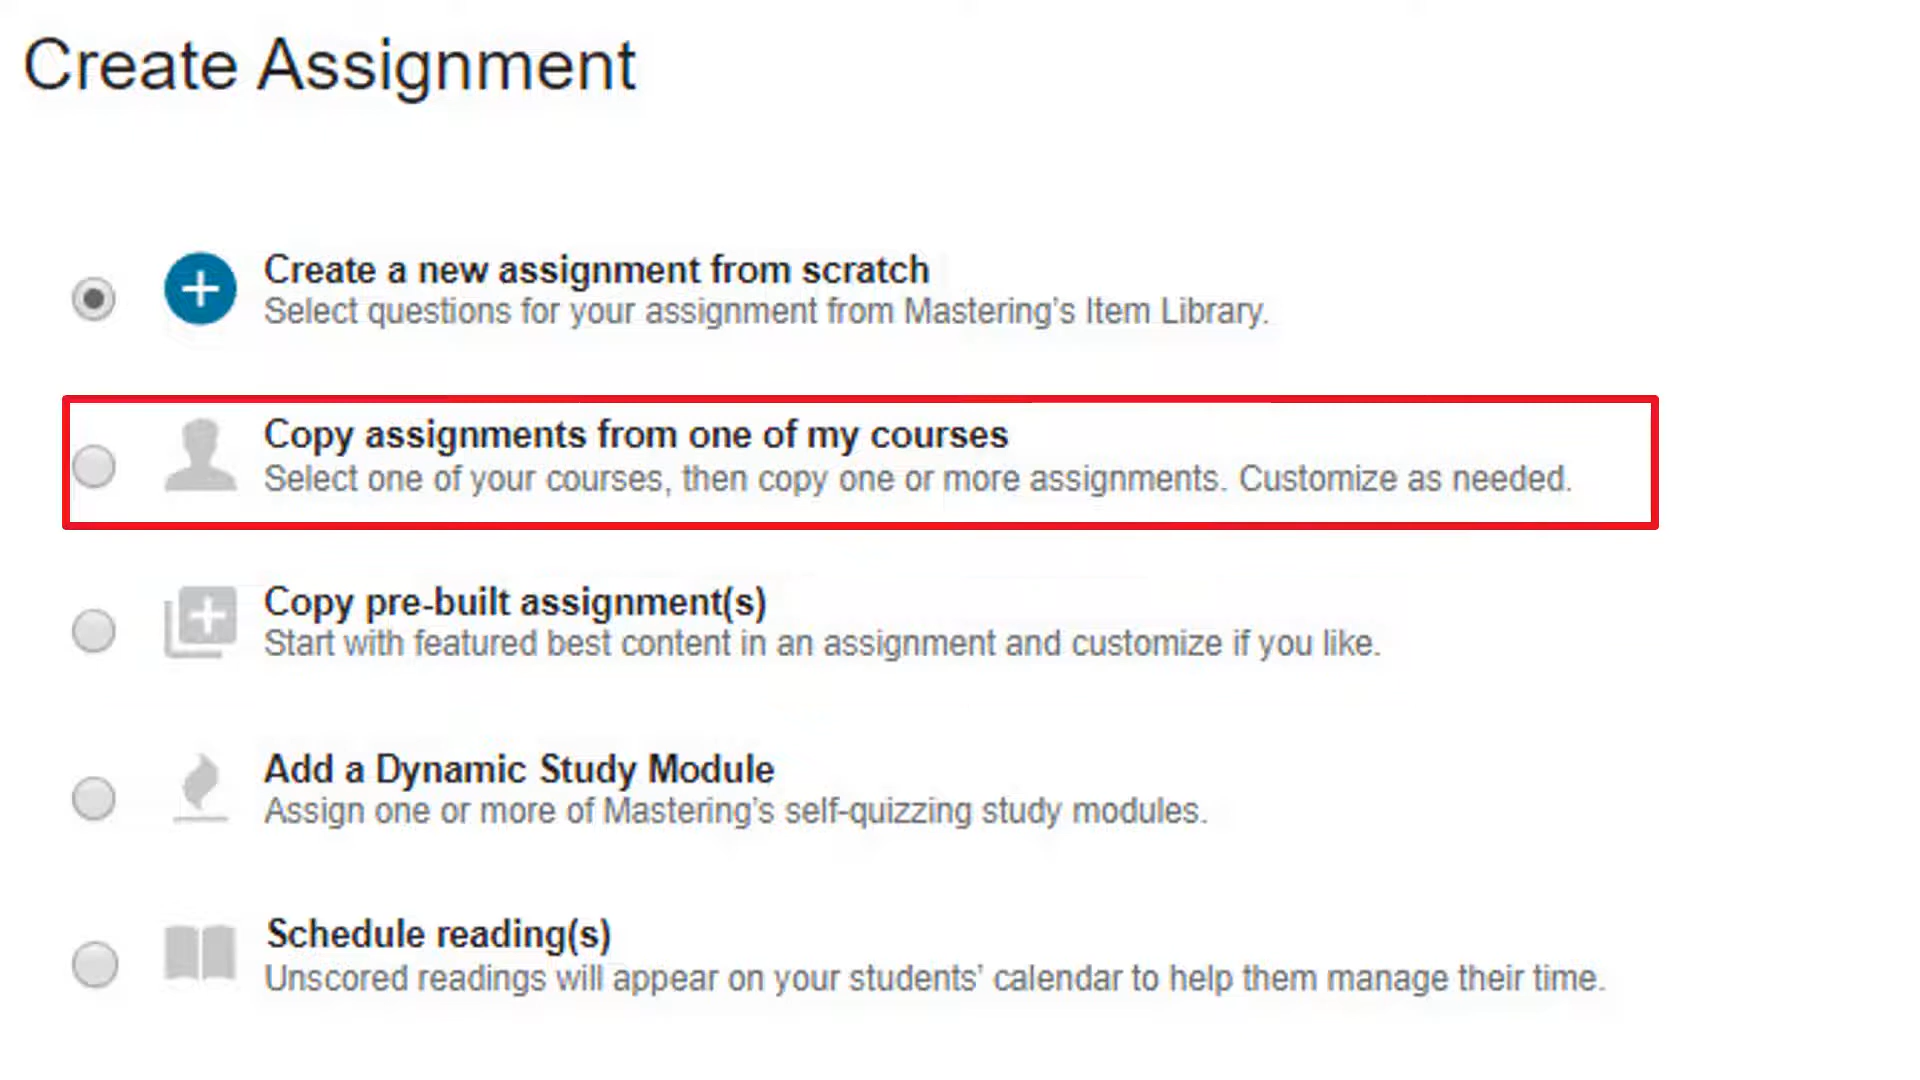 Create Assignment
Create a new assignment from scratch
Select questions for your assignment from Mastering's Item Library.
Copy assignments from one of my courses
Select one of your courses, then copy one or more assignments. Customize as needed.
Copy pre-built assignment(s)
Start with featured best content in an assignment and customize if you like.
Add a Dynamic Study Module
Assign one or more of Mastering's self-quizzing study modules.
Schedule reading(s)
Unscored readings will appear on your students' calendar to help them manage their time.